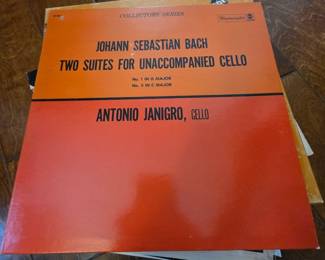 COLLECTORS SERIES
Westminster
JOHANN SEBASTIAN BACH
TWO SUITES FOR UNACCOMPANIED CELLO
No. 1 IN G MAJOR
No. 3 IN C MAJOR
ANTONIO JANIGRO, CELLO